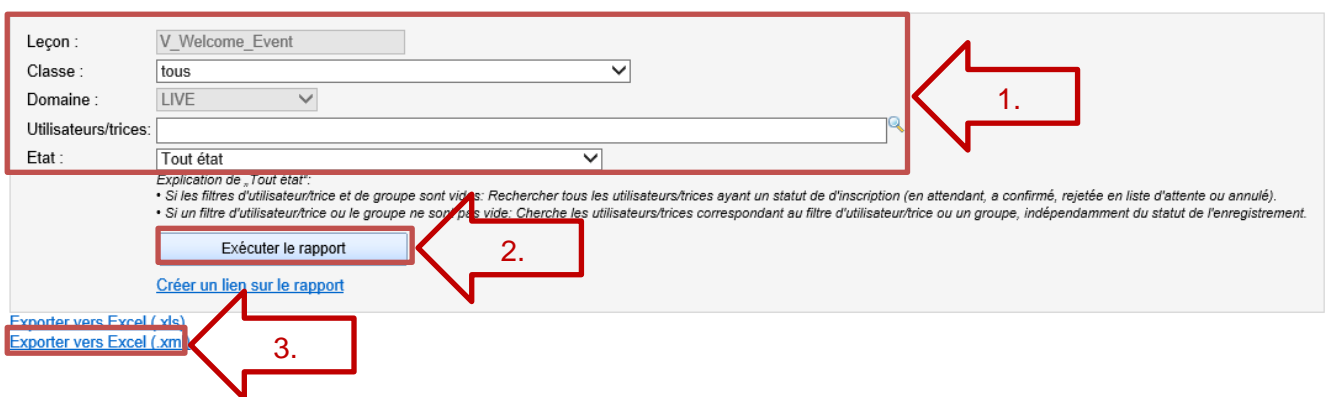 Leçon : V_Welcome_Event
Classe : tous
Domaine : LIVE
Utilisateurs/trices:
Etat : Tout état
1.
Explication de „Tout état":
• Si les filtres d'utilisateur/trice et de groupe sont vides: Rechercher tous les utilisateurs/trices ayant un statut de d'inscription (en attendant, a confirmé, rejetée en liste d'attente ou annulé).
• Si un filtre d'utilisateur/trice ou le groupe ne sont pas vide: Cherche les utilisateurs/trices correspondant au filtre d'utilisateur/trice ou un groupe, indépendamment du statut de l'enregistrement.
Exécuter le rapport
2.
Créer un lien sur le rapport
Exporter vers Excel (.xls)
Exporter vers Excel (.xml)
3.